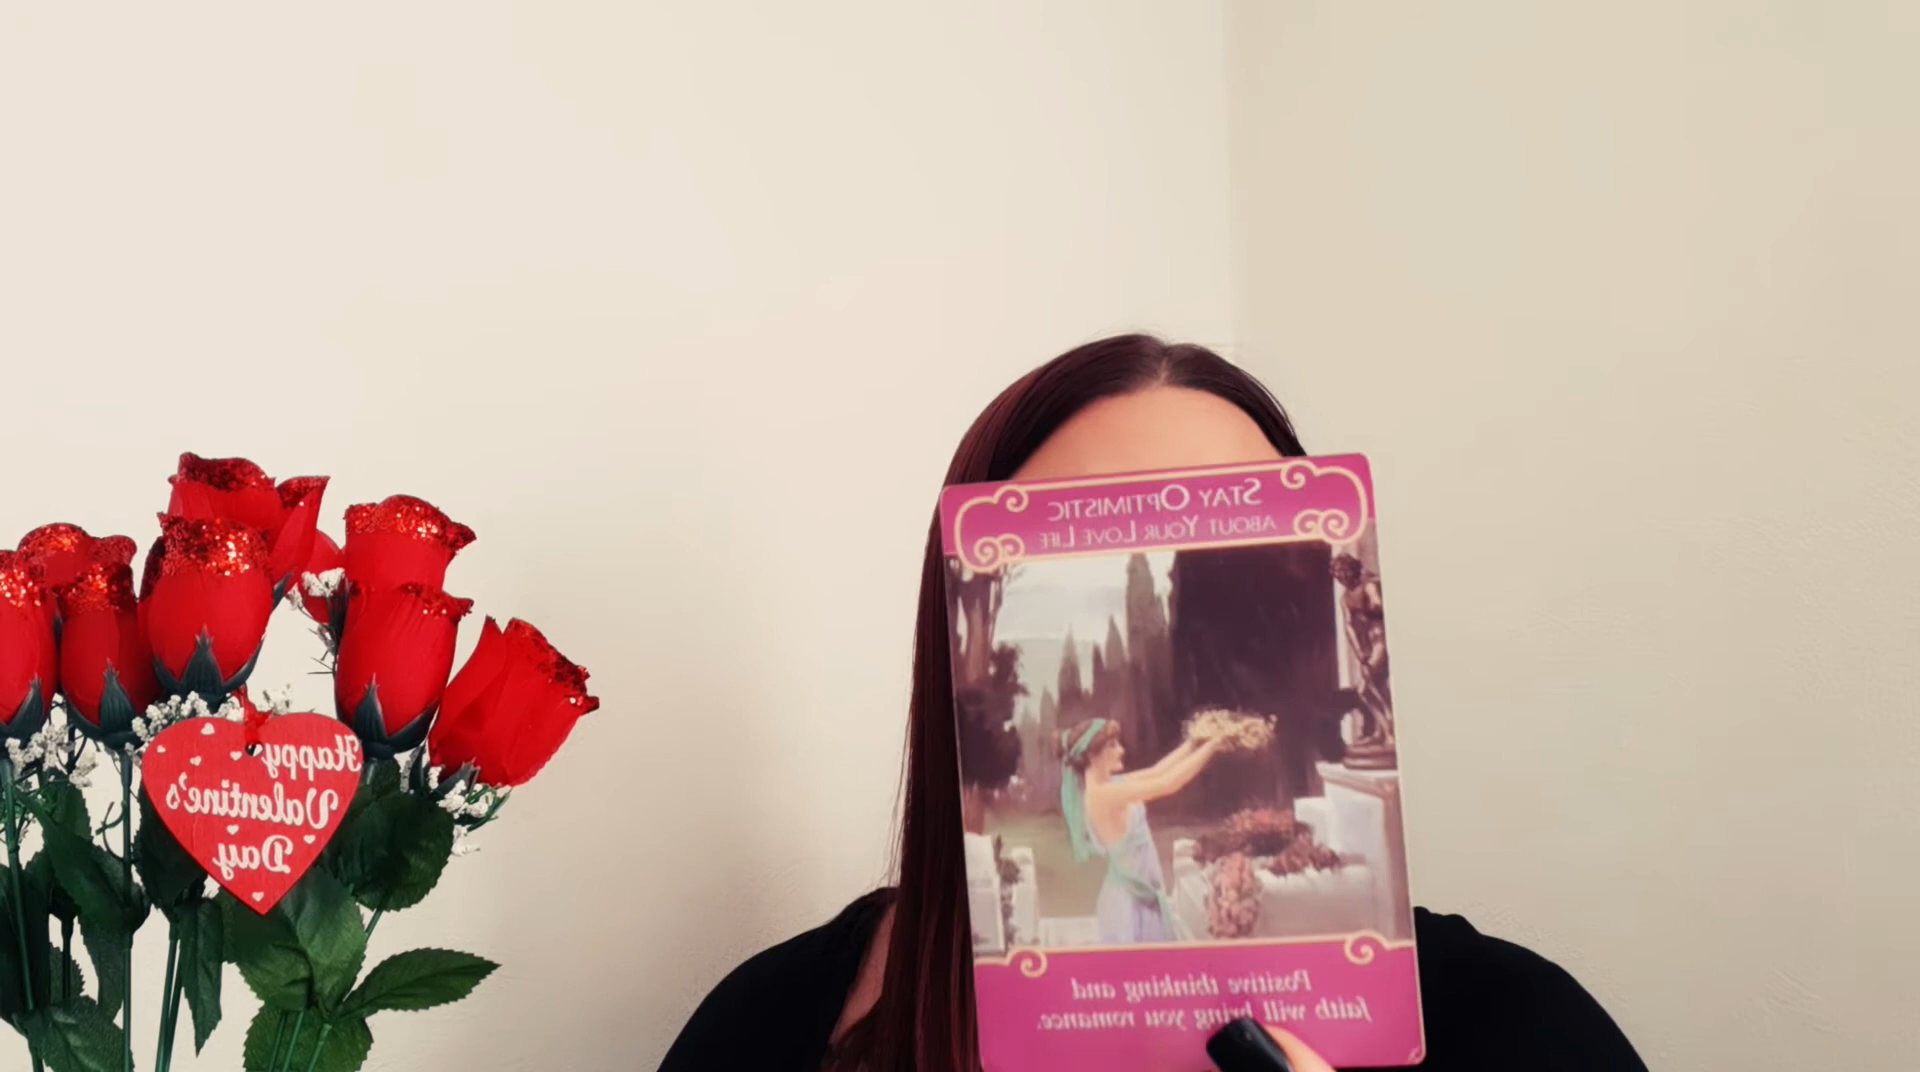 Happy
Valentine's
Day
STAY OPTIMISTIC
ABOUT YOUR LOVE LIFE
Positive thinking and
faith will bring you romance.